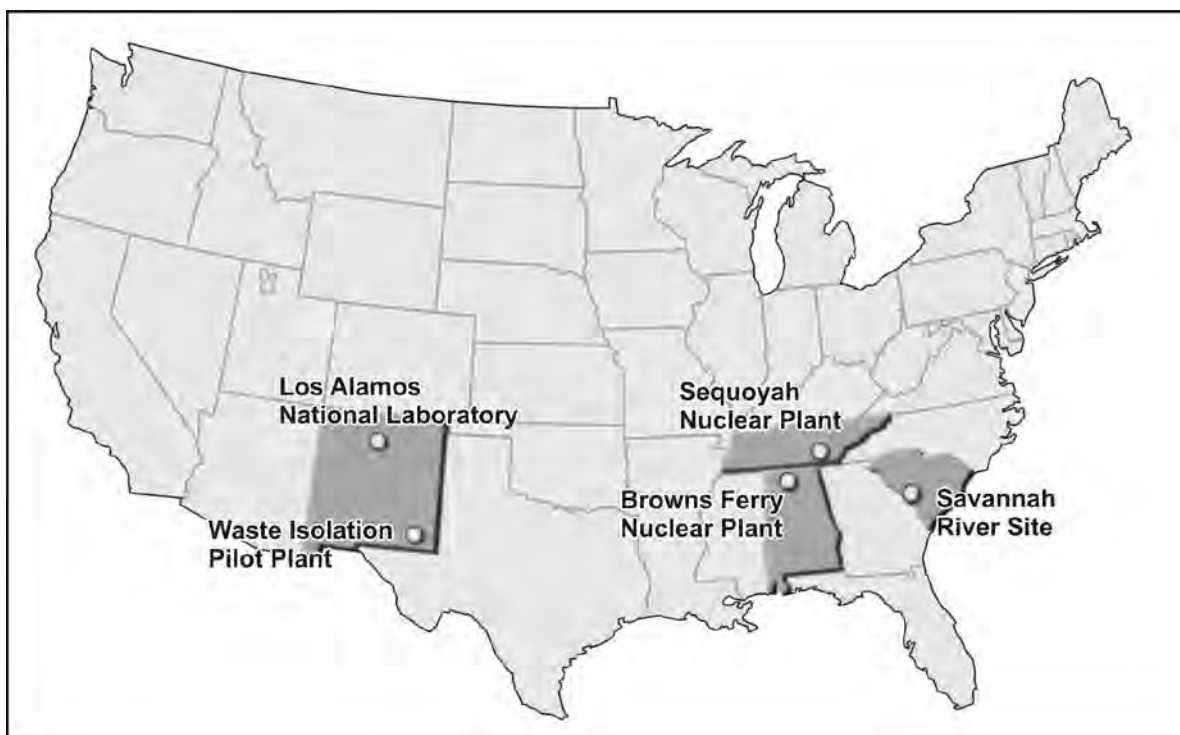 Los Alamos
National Laboratory
Sequoyah
Nuclear Plant
Waste Isolation
Pilot Plant
Browns Ferry
Nuclear Plant
Savannah
River Site